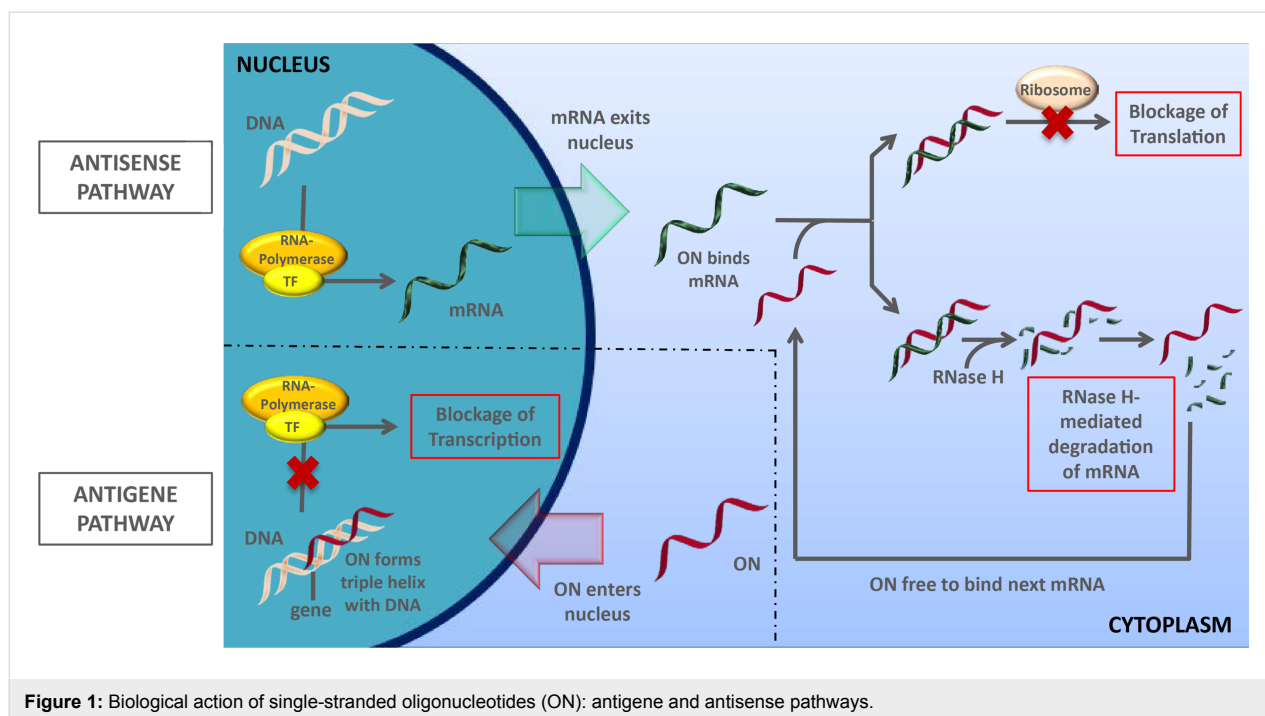 NUCLEUS
DNA
ANTISENSE
PATHWAY
RNA-
Polymerase
TF
mRNA
mRNA exits
nucleus
ON binds
mRNA
Ribosome
Blockage of
Translation
RNase H
RNase H-
mediated
degradation
of mRNA
ON free to bind next mRNA
CYTOPLASM
ANTIGENE
PATHWAY
RNA-
Polymerase
TF
Blockage of
Transcription
DNA
gene
ON forms
triple helix
with DNA
ON enters
nucleus
ON
Figure 1: Biological action of single-stranded oligonucleotides (ON): antigene and antisense pathways.